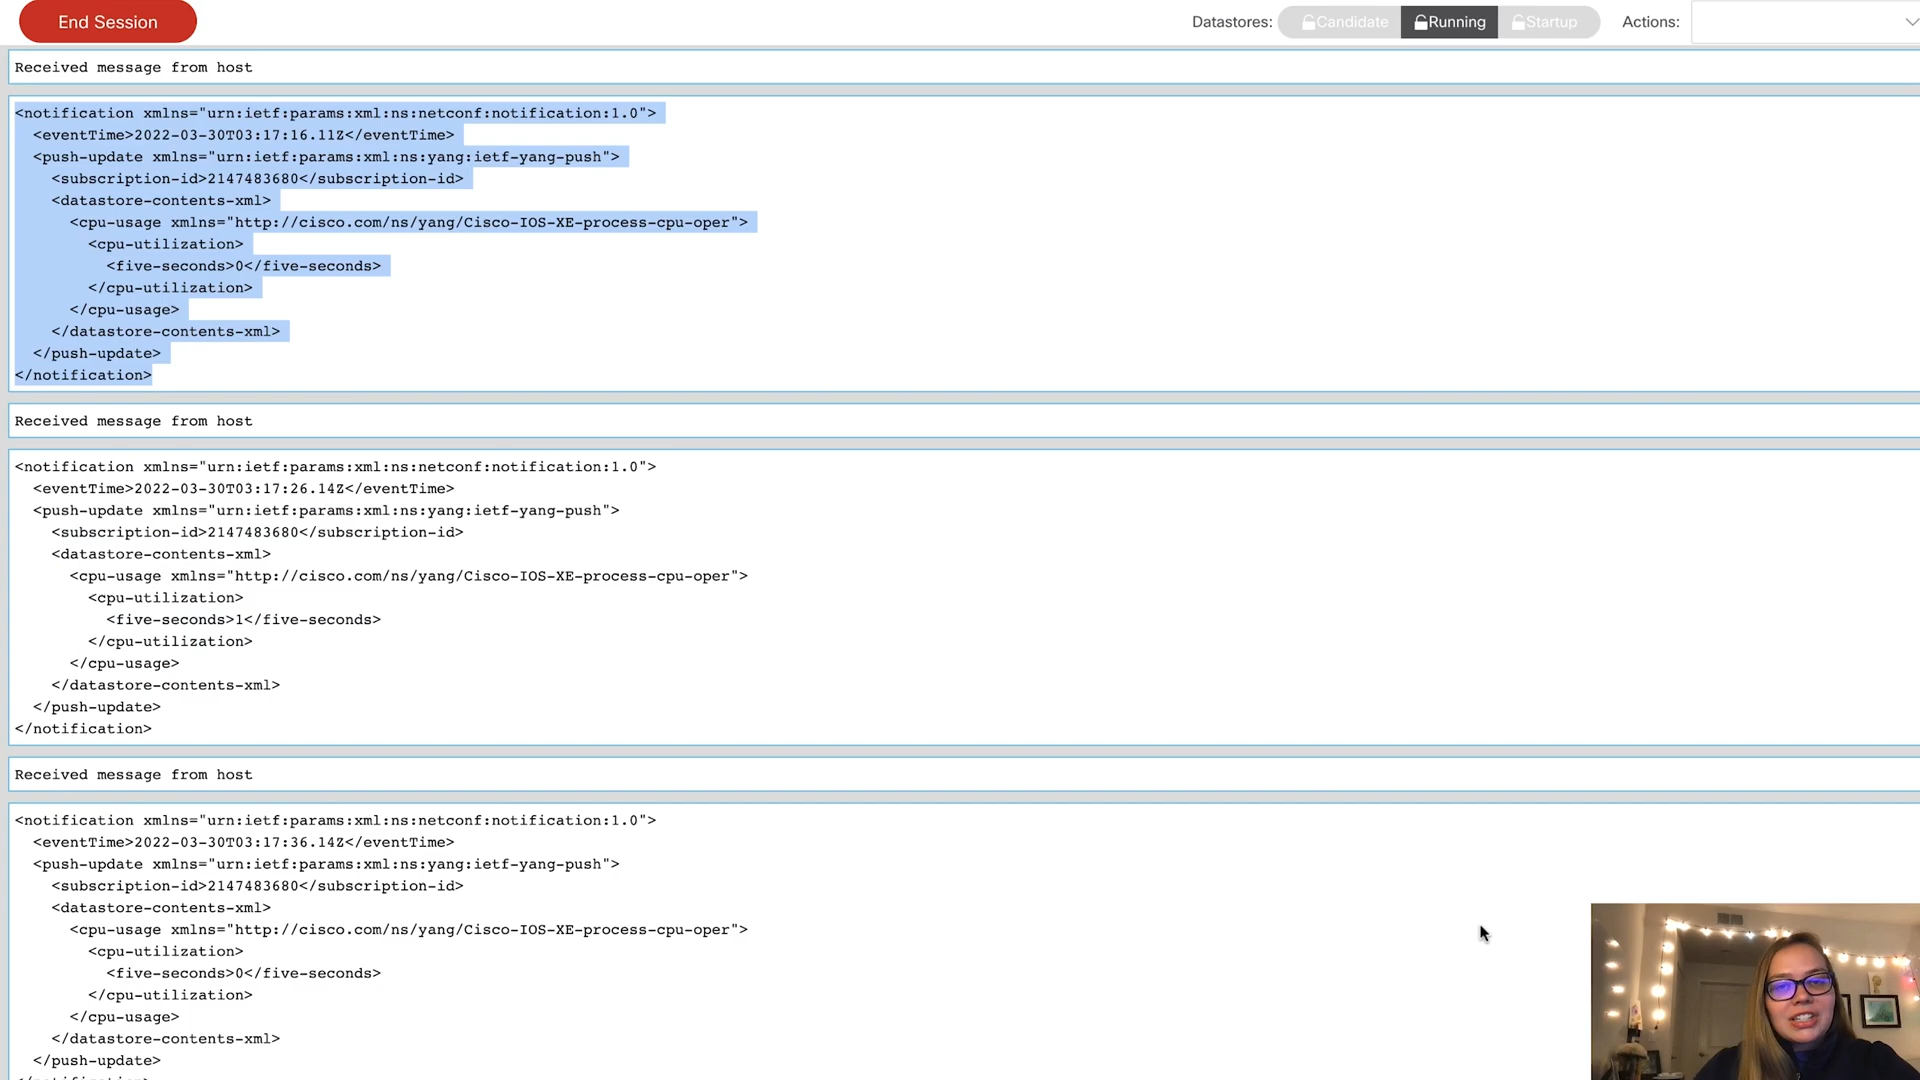 End Session
Datastores: Candidate Running Startup Actions:
Received message from host
<notification xmlns="urn:ietf:params:xml:ns:netconf:notification:1.0">
<eventTime>2022-03-30T03:17:16.11Z</eventTime>
<push-update xmlns="urn:ietf:params:xml:ns:yang:ietf-yang-push">
<subscription-id>2147483680</subscription-id>
<datastore-contents-xml>
<cpu-usage xmlns="http://cisco.com/ns/yang/Cisco-IOS-XE-process-cpu-oper">
<cpu-utilization>
<five-seconds>0</five-seconds>
</cpu-utilization>
</cpu-usage>
</datastore-contents-xml>
</push-update>
</notification>
Received message from host
<notification xmlns="urn:ietf:params:xml:ns:netconf:notification:1.0">
<eventTime>2022-03-30T03:17:26.14Z</eventTime>
<push-update xmlns="urn:ietf:params:xml:ns:yang:ietf-yang-push">
<subscription-id>2147483680</subscription-id>
<datastore-contents-xml>
<cpu-usage xmlns="http://cisco.com/ns/yang/Cisco-IOS-XE-process-cpu-oper">
<cpu-utilization>
<five-seconds>1</five-seconds>
</cpu-utilization>
</cpu-usage>
</datastore-contents-xml>
</push-update>
</notification>
Received message from host
<notification xmlns="urn:ietf:params:xml:ns:netconf:notification:1.0">
<eventTime>2022-03-30T03:17:36.14Z</eventTime>
<push-update xmlns="urn:ietf:params:xml:ns:yang:ietf-yang-push">
<subscription-id>2147483680</subscription-id>
<datastore-contents-xml>
<cpu-usage xmlns="http://cisco.com/ns/yang/Cisco-IOS-XE-process-cpu-oper">
<cpu-utilization>
<five-seconds>0</five-seconds>
</cpu-utilization>
</cpu-usage>
</datastore-contents-xml>
</push-update>